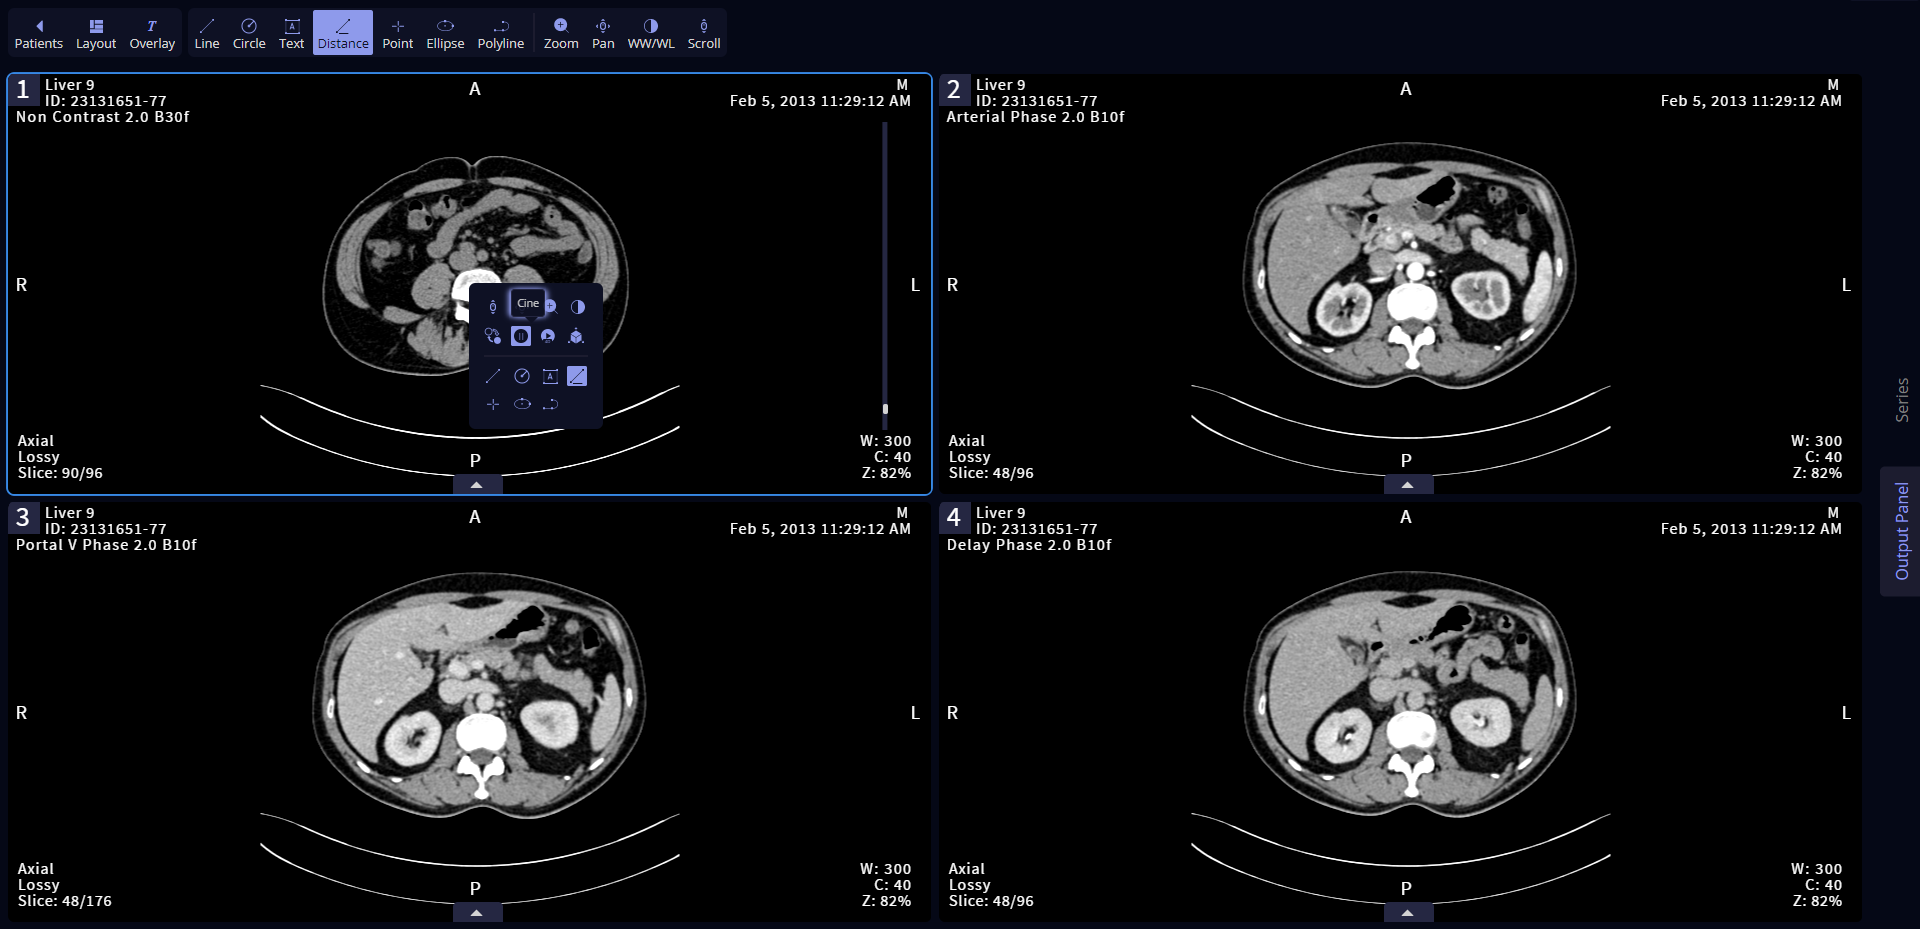 Patients Layout Overlay Line Circle Text Distance Point Ellipse Polyline Zoom Pan WW/WL Scroll
1
Liver 9
ID: 23131651-77
Non Contrast 2.0 B30f
A
M
Feb 5, 2013 11:29:12 AM
R
L
Cine
Axial
Lossy
Slice: 90/96
P
W: 300
C: 40
Z: 82%
2
Liver 9
ID: 23131651-77
Arterial Phase 2.0 B10f
A
M
Feb 5, 2013 11:29:12 AM
R
L
Axial
Lossy
Slice: 48/96
P
W: 300
C: 40
Z: 82%
3
Liver 9
ID: 23131651-77
Portal V Phase 2.0 B10f
A
M
Feb 5, 2013 11:29:12 AM
R
L
Axial
Lossy
Slice: 48/176
P
W: 300
C: 40
Z: 82%
4
Liver 9
ID: 23131651-77
Delay Phase 2.0 B10f
A
M
Feb 5, 2013 11:29:12 AM
R
L
Axial
Lossy
Slice: 48/96
P
W: 300
C: 40
Z: 82%
Series
Output Panel